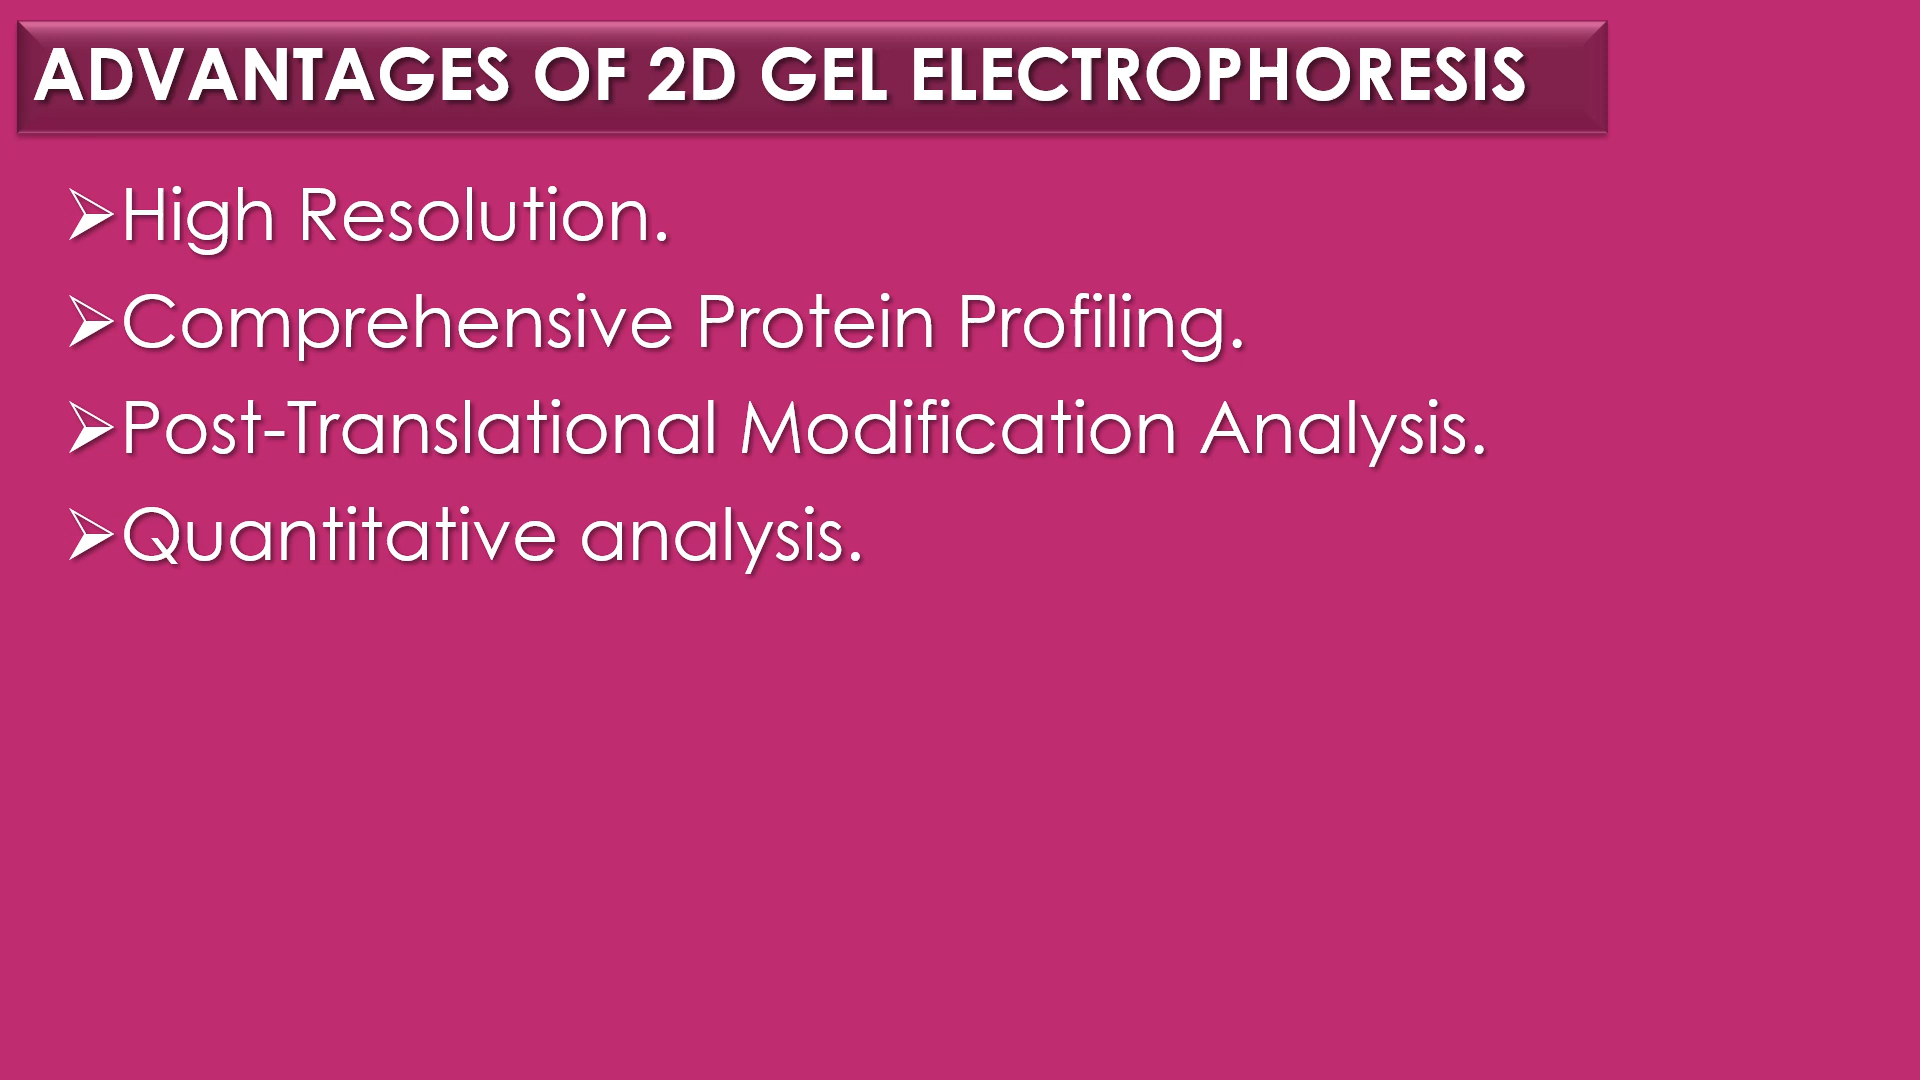 ADVANTAGES OF 2D GEL ELECTROPHORESIS
➢High Resolution.
➢Comprehensive Protein Profiling.
➢Post-Translational Modification Analysis.
➢Quantitative analysis.